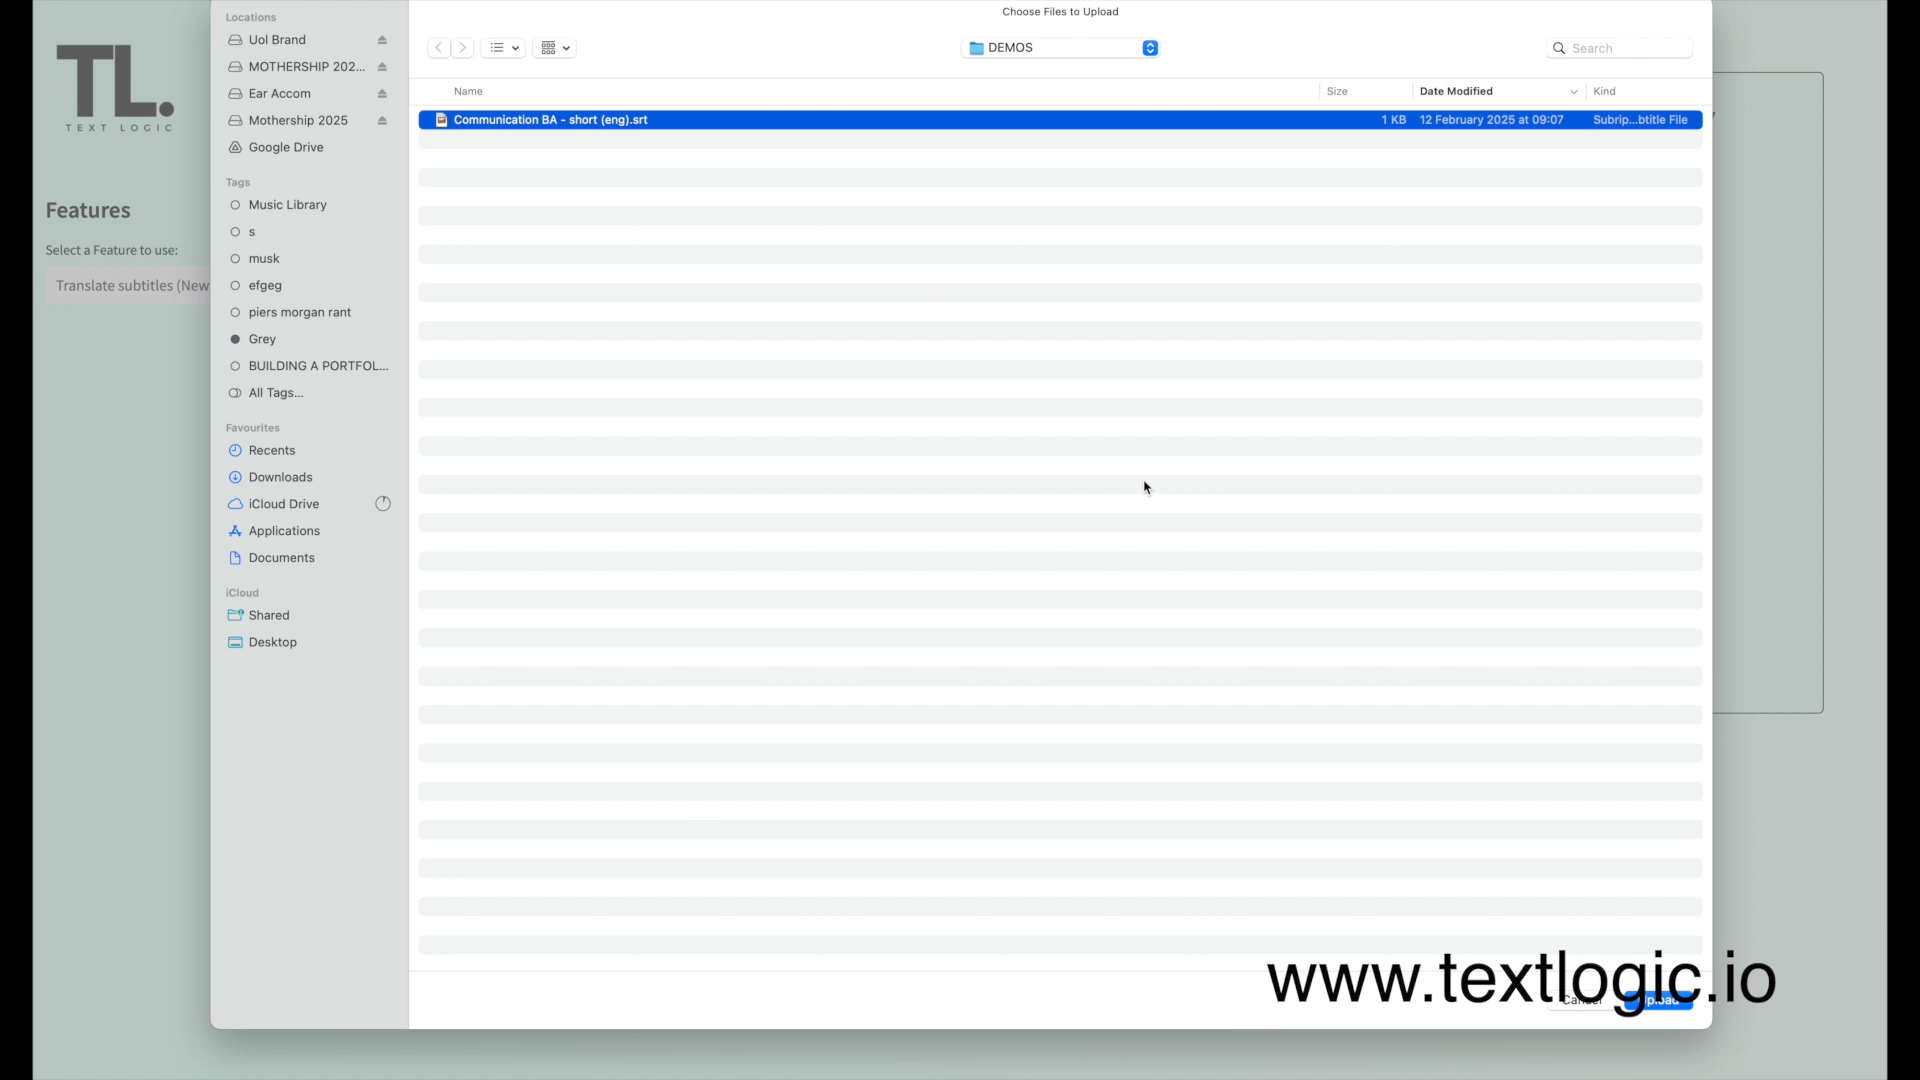 TL.
TEXT LOGIC
Features
Select a Feature to use:
Translate subtitles (New
Locations
Uol Brand
MOTHERSHIP 202...
Ear Accom
Mothership 2025
Google Drive
Tags
Music Library
s
musk
efgeg
piers morgan rant
Grey
BUILDING A PORTFOL...
All Tags...
Favourites
Recents
Downloads
iCloud Drive
Applications
Documents
iCloud
Shared
Desktop
Choose Files to Upload
DEMOS
Search
Name Size Date Modified Kind
Communication BA - short (eng).srt 1 KB 12 February 2025 at 09:07 Subrip...btitle File
www.textlogic.io
Cancel Upload